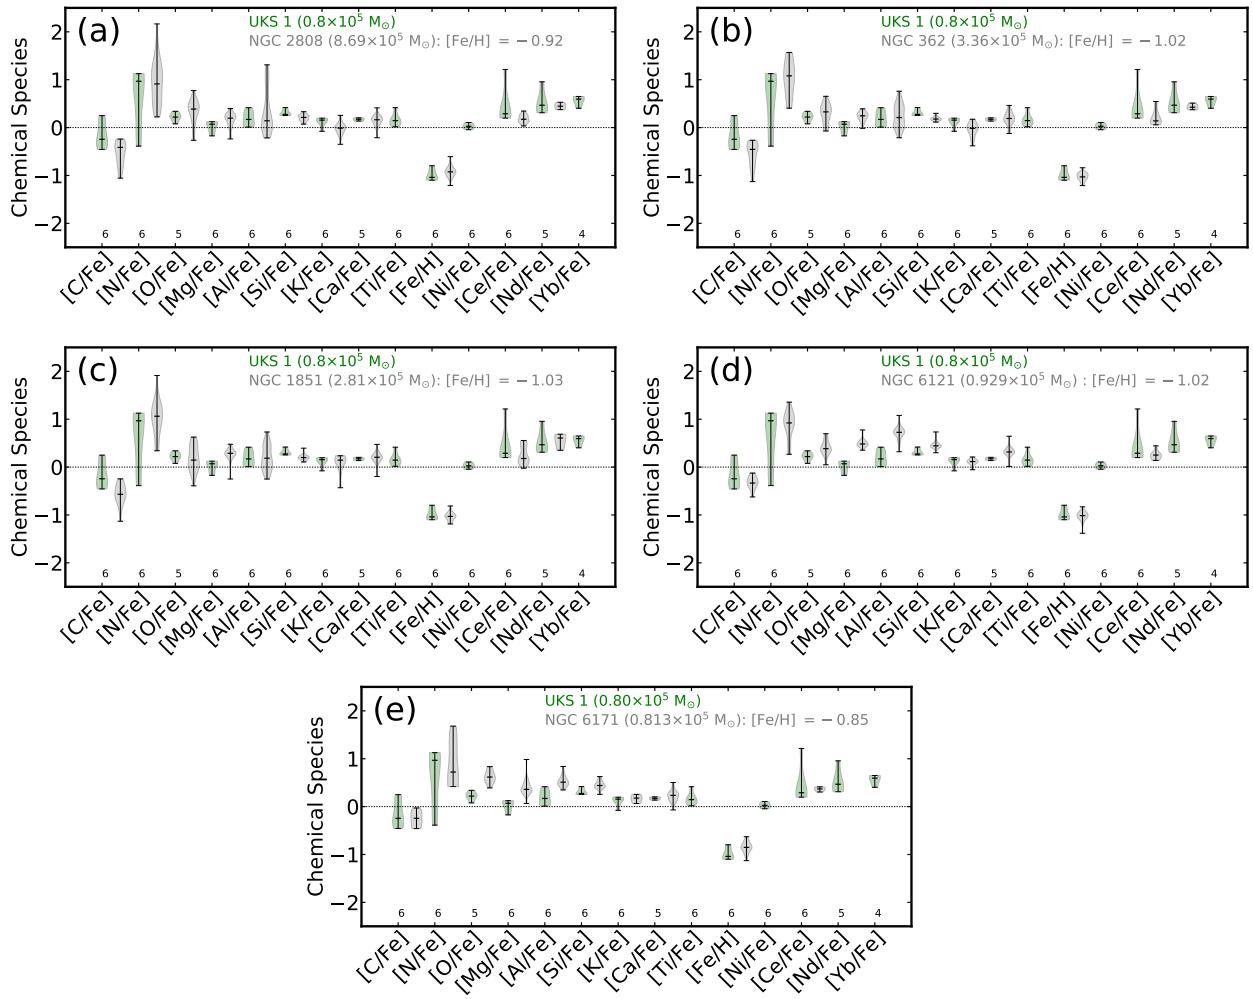 (a)
UKS 1 (0.8×10⁵ M⊙)
NGC 2808 (8.69×10⁵ M⊙): [Fe/H] = −0.92
Chemical Species
2
1
0
−1
−2
6 6 5 6 6 6 6 5 6 6 6 6 5 4
[C/Fe] [N/Fe] [O/Fe] [Mg/Fe] [Al/Fe] [Si/Fe] [K/Fe] [Ca/Fe] [Ti/Fe] [Fe/H] [Ni/Fe] [Ce/Fe] [Nd/Fe] [Yb/Fe]
(b)
UKS 1 (0.8×10⁵ M⊙)
NGC 362 (3.36×10⁵ M⊙): [Fe/H] = −1.02
Chemical Species
2
1
0
−1
−2
6 6 5 6 6 6 6 5 6 6 6 6 5 4
[C/Fe] [N/Fe] [O/Fe] [Mg/Fe] [Al/Fe] [Si/Fe] [K/Fe] [Ca/Fe] [Ti/Fe] [Fe/H] [Ni/Fe] [Ce/Fe] [Nd/Fe] [Yb/Fe]
(c)
UKS 1 (0.8×10⁵ M⊙)
NGC 1851 (2.81×10⁵ M⊙): [Fe/H] = −1.03
Chemical Species
2
1
0
−1
−2
6 6 5 6 6 6 6 5 6 6 6 6 5 4
[C/Fe] [N/Fe] [O/Fe] [Mg/Fe] [Al/Fe] [Si/Fe] [K/Fe] [Ca/Fe] [Ti/Fe] [Fe/H] [Ni/Fe] [Ce/Fe] [Nd/Fe] [Yb/Fe]
(d)
UKS 1 (0.8×10⁵ M⊙)
NGC 6121 (0.929×10⁵ M⊙) : [Fe/H] = −1.02
Chemical Species
2
1
0
−1
−2
6 6 5 6 6 6 6 5 6 6 6 6 5 4
[C/Fe] [N/Fe] [O/Fe] [Mg/Fe] [Al/Fe] [Si/Fe] [K/Fe] [Ca/Fe] [Ti/Fe] [Fe/H] [Ni/Fe] [Ce/Fe] [Nd/Fe] [Yb/Fe]
(e)
UKS 1 (0.80×10⁵ M⊙)
NGC 6171 (0.813×10⁵ M⊙): [Fe/H] = −0.85
Chemical Species
2
1
0
−1
−2
6 6 5 6 6 6 6 5 6 6 6 6 5 4
[C/Fe] [N/Fe] [O/Fe] [Mg/Fe] [Al/Fe] [Si/Fe] [K/Fe] [Ca/Fe] [Ti/Fe] [Fe/H] [Ni/Fe] [Ce/Fe] [Nd/Fe] [Yb/Fe]